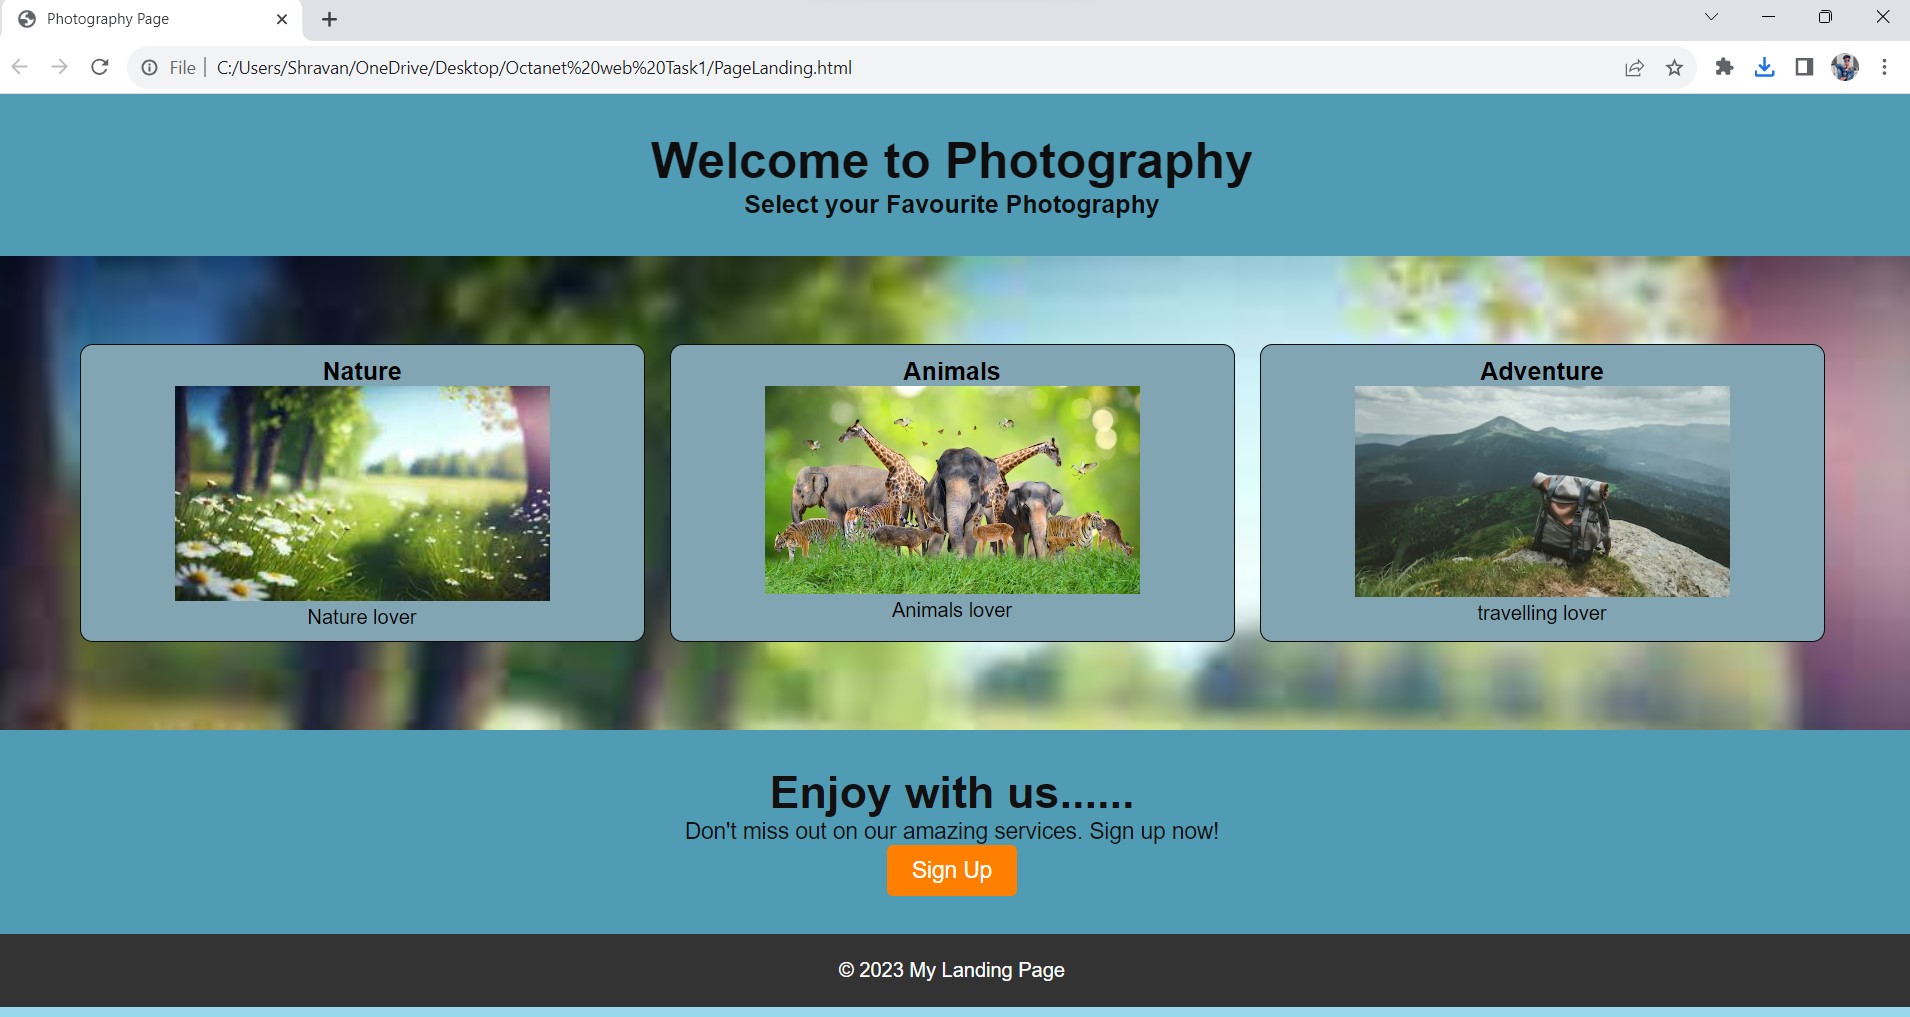 Photography Page
File
C:/Users/Shravan/OneDrive/Desktop/Octanet%20web%20Task1/PageLanding.html
Welcome to Photography
Select your Favourite Photography
Nature
Animals
Adventure
Nature lover
Animals lover
travelling lover
Enjoy with us......
Don't miss out on our amazing services. Sign up now!
Sign Up
© 2023 My Landing Page